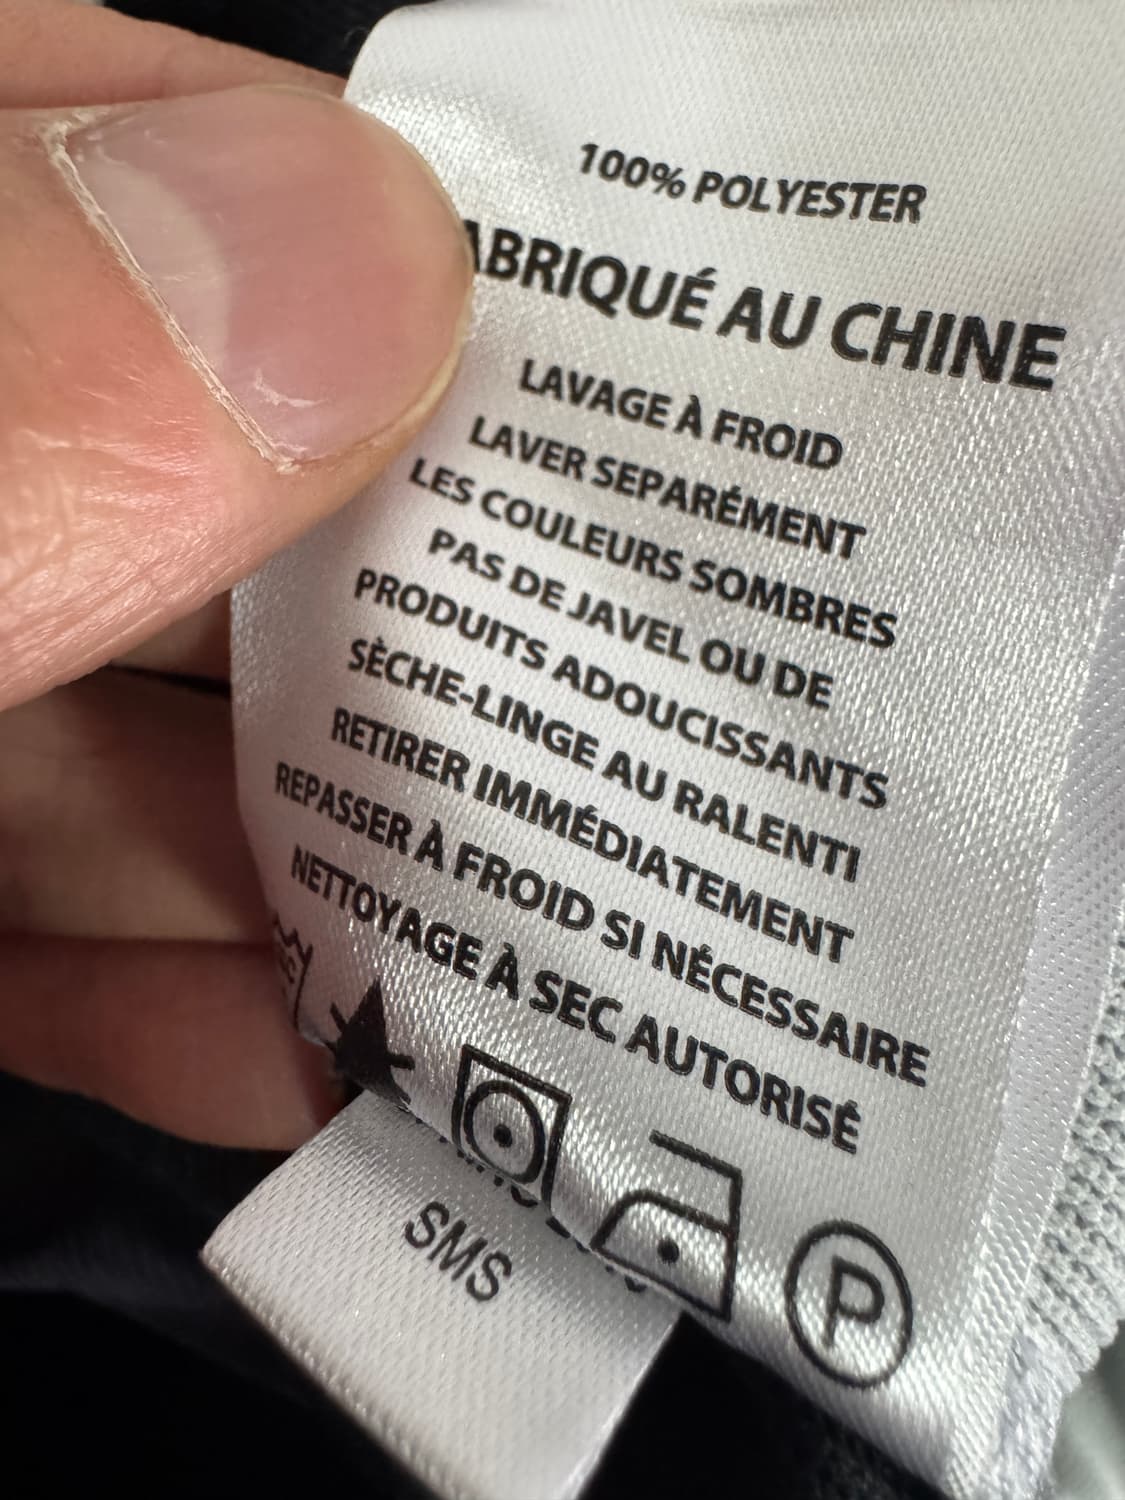 100% POLYESTER
ABRIQUÉ AU CHINE
LAVAGE À FROID
LAVER SEPARÉMENT
LES COULEURS SOMBRES
PAS DE JAVEL OU DE
PRODUITS ADOUCISSANTS
SÈCHE-LINGE AU RALENTI
RETIRER IMMÉDIATEMENT
REPASSER À FROID SI NÉCESSAIRE
NETTOYAGE À SEC AUTORISÉ
P
SMS